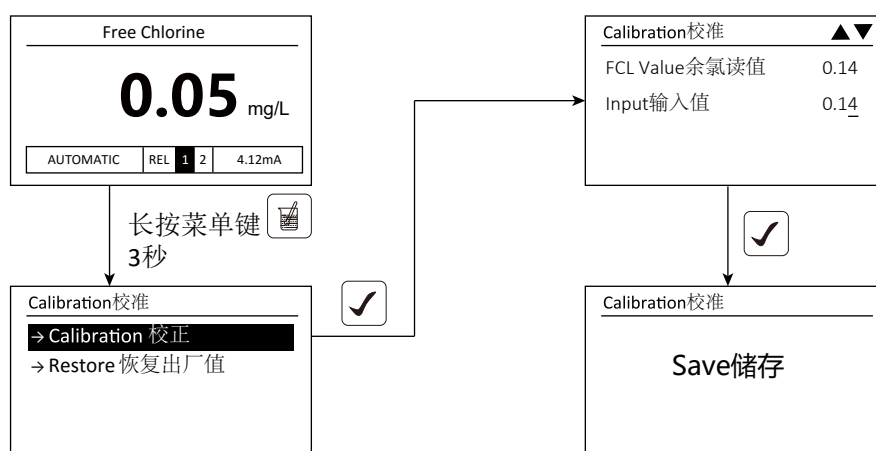 Free Chlorine
0.05 mg/L
AUTOMATIC REL 1 2 4.12mA
长按菜单键
3秒
Calibration校准
→ Calibration 校正
→ Restore 恢复出厂值
Calibration校准 ▲▼
FCL Value余氯读值 0.14
Input输入值 0.14
Calibration校准
Save储存